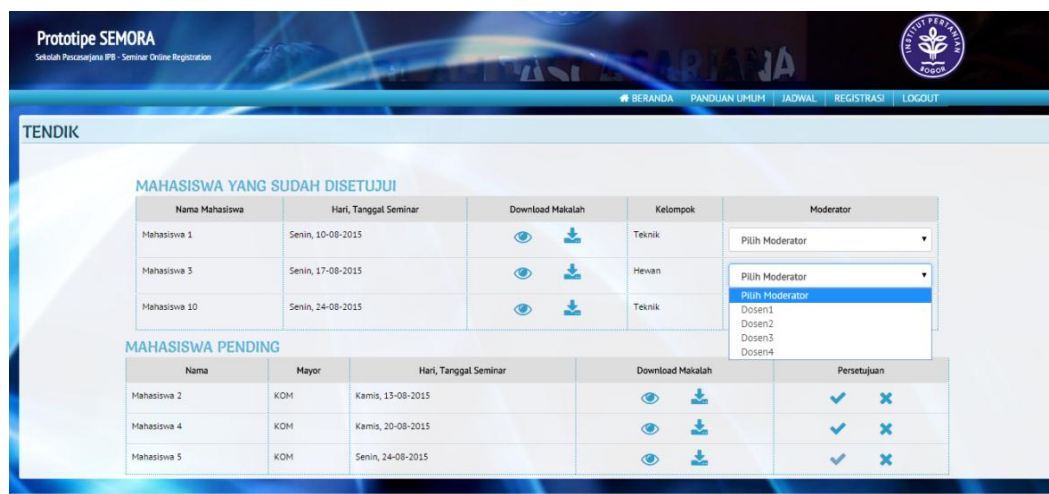 Prototipe SEMORA
Sekolah Pascasarjana IPB - Seminar Online Registration
INSTITUT PERTANIAN
BOGOR
BERANDA PANDUAN UMUM JADWAL REGISTRASI LOGOUT
TENDIK
MAHASISWA YANG SUDAH DISETUJUI
Nama Mahasiswa Hari, Tanggal Seminar Download Makalah Kelompok Moderator
Mahasiswa 1 Senin, 10-08-2015 Teknik Pilih Moderator
Mahasiswa 3 Senin, 17-08-2015 Hewan Pilih Moderator
Mahasiswa 10 Senin, 24-08-2015 Teknik
Pilih Moderator
Dosen1
Dosen2
Dosen3
Dosen4
MAHASISWA PENDING
Nama Mayor Hari, Tanggal Seminar Download Makalah Persetujuan
Mahasiswa 2 KOM Kamis, 13-08-2015
Mahasiswa 4 KOM Kamis, 20-08-2015
Mahasiswa 5 KOM Senin, 24-08-2015